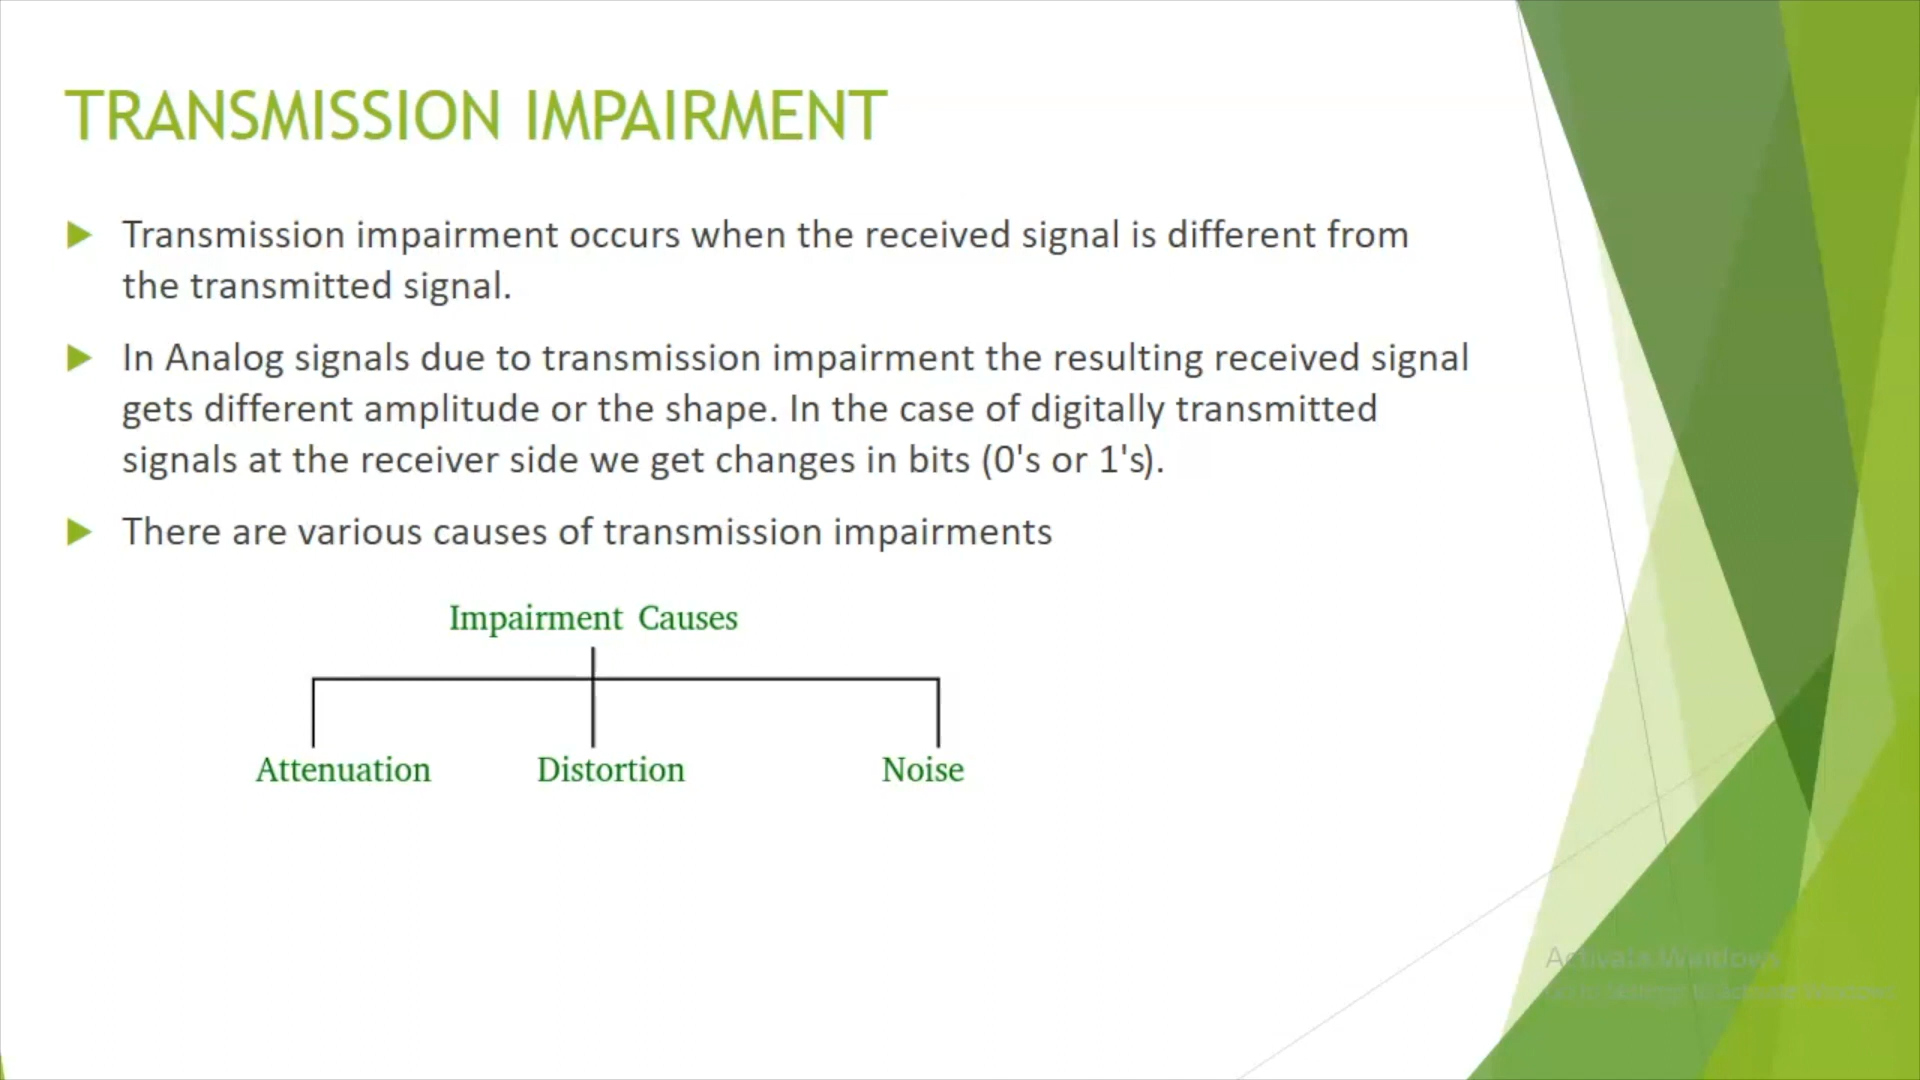 TRANSMISSION IMPAIRMENT
Transmission impairment occurs when the received signal is different from
the transmitted signal.
In Analog signals due to transmission impairment the resulting received signal
gets different amplitude or the shape. In the case of digitally transmitted
signals at the receiver side we get changes in bits (0's or 1's).
There are various causes of transmission impairments
Impairment Causes
Attenuation Distortion Noise
Activate Windows